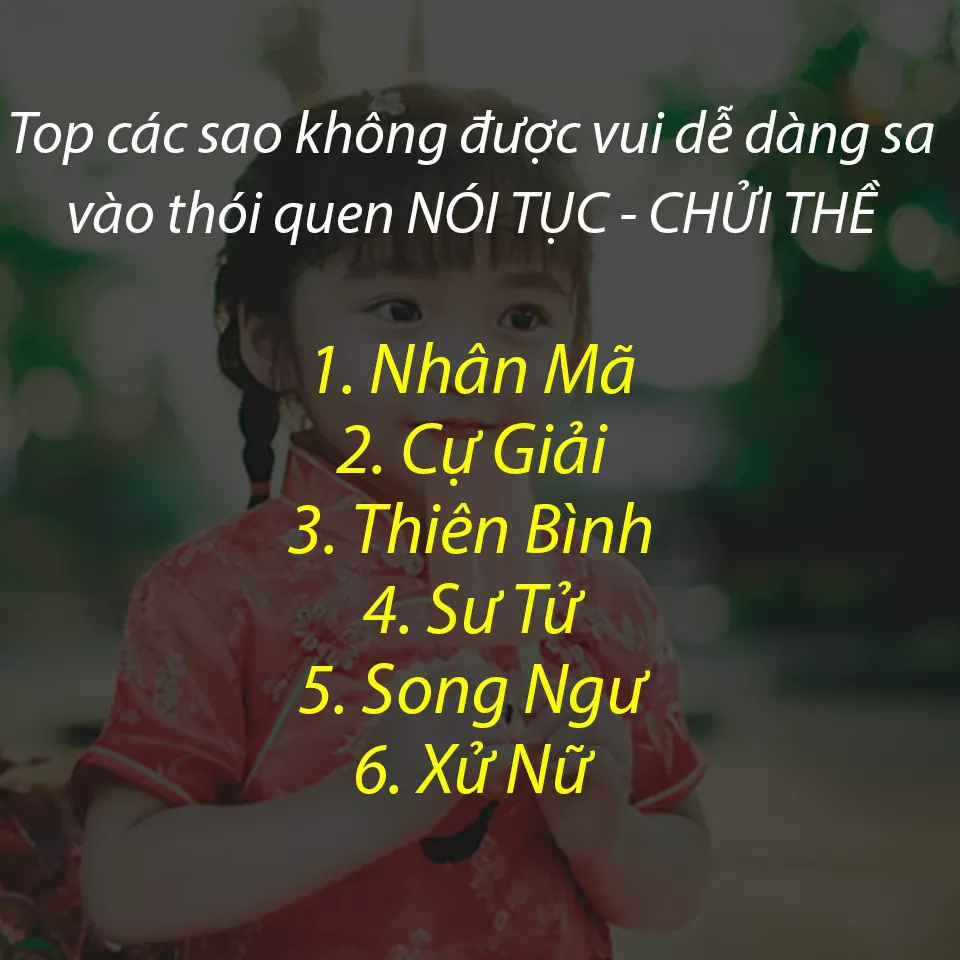 Top các sao không được vui dễ dàng sa
vào thói quen NÓI TỤC - CHỬI THỀ
1. Nhân Mã
2. Cự Giải
3. Thiên Bình
4. Sư Tử
5. Song Ngư
6. Xử Nữ